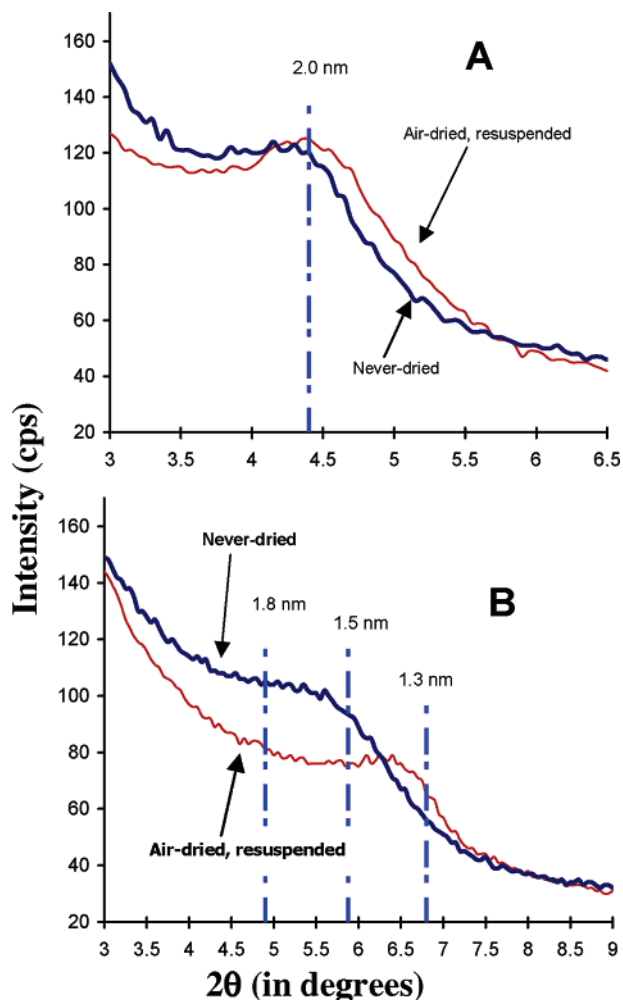 160
140
120
100
80
60
40
20
2.0 nm
A
Air-dried, resuspended
Never-dried
3 3.5 4 4.5 5 5.5 6 6.5
Intensity (cps)
160
140
120
100
80
60
40
20
Never-dried
B
1.8 nm
1.5 nm
1.3 nm
Air-dried, resuspended
3 3.5 4 4.5 5 5.5 6 6.5 7 7.5 8 8.5 9
2θ (in degrees)